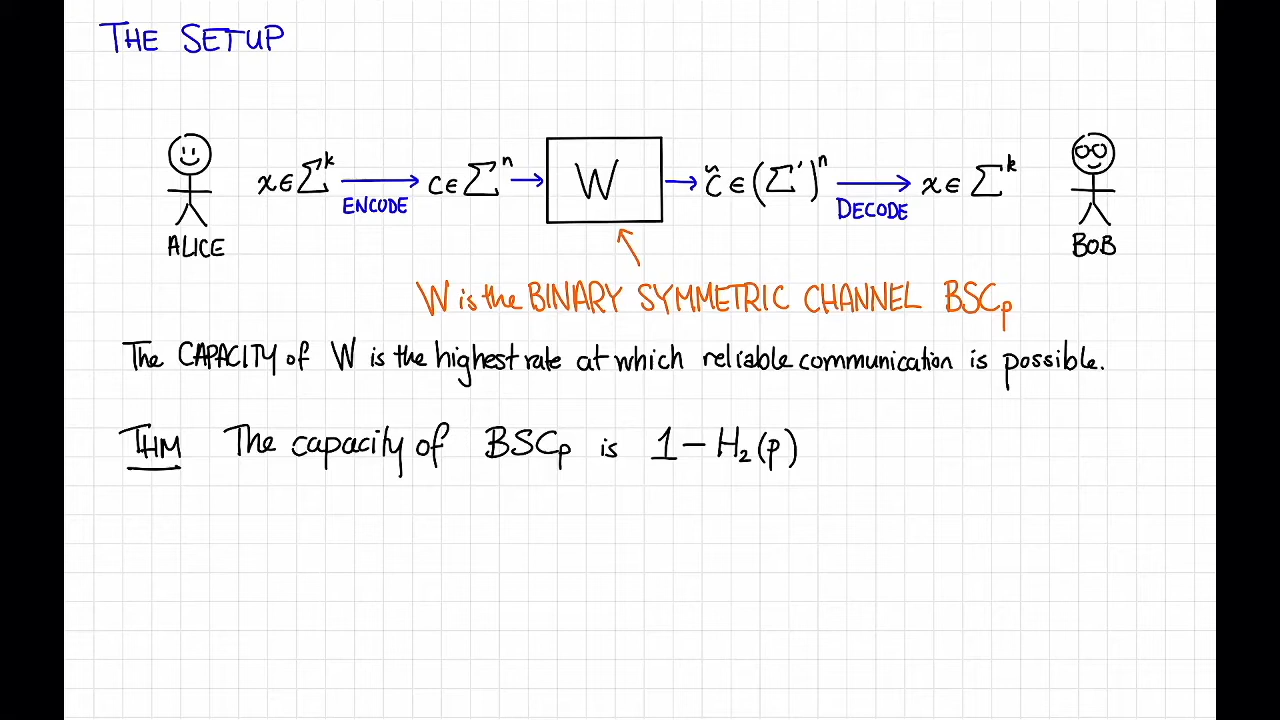 THE SETUP
x ∈ Σ^k ENCODE c ∈ Σ^n W c̃ ∈ (Σ')^n DECODE x ∈ Σ^k
ALICE BOB
W is the BINARY SYMMETRIC CHANNEL BSC_p
The CAPACITY of W is the highest rate at which reliable communication is possible.
THM The capacity of BSC_p is 1 - H_2(p)